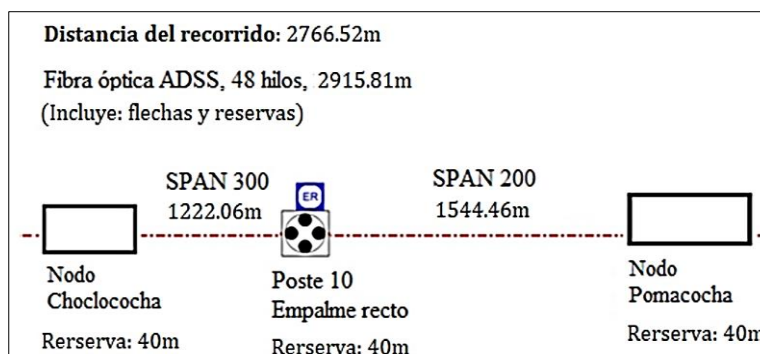 Distancia del recorrido: 2766.52m
Fibra óptica ADSS, 48 hilos, 2915.81m
(Incluye: flechas y reservas)
SPAN 300
1222.06m
SPAN 200
1544.46m
ER
Nodo
Choclococha
Rerserva: 40m
Poste 10
Empalme recto
Rerserva: 40m
Nodo
Pomacocha
Rerserva: 40m